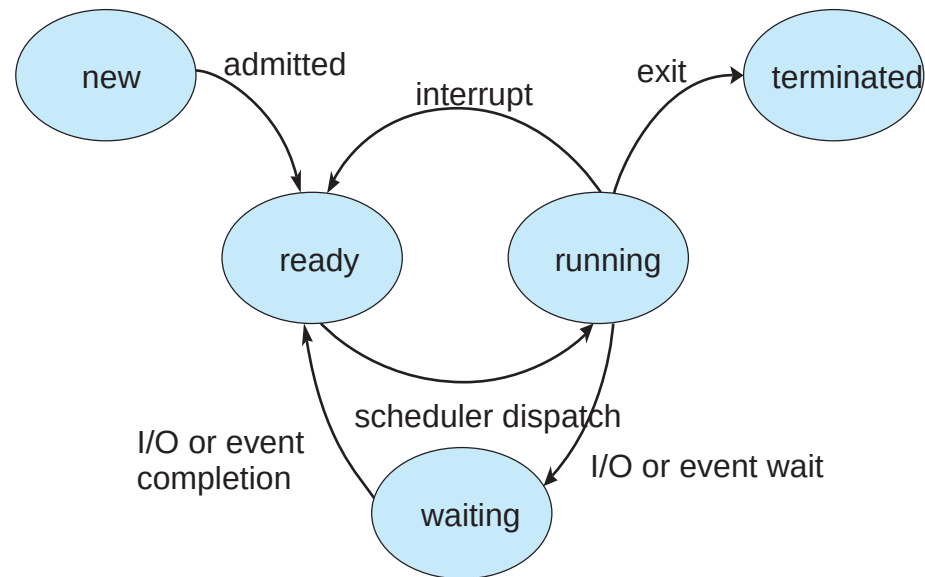 new
admitted
interrupt
exit
terminated
ready
running
scheduler dispatch
I/O or event
completion
I/O or event wait
waiting